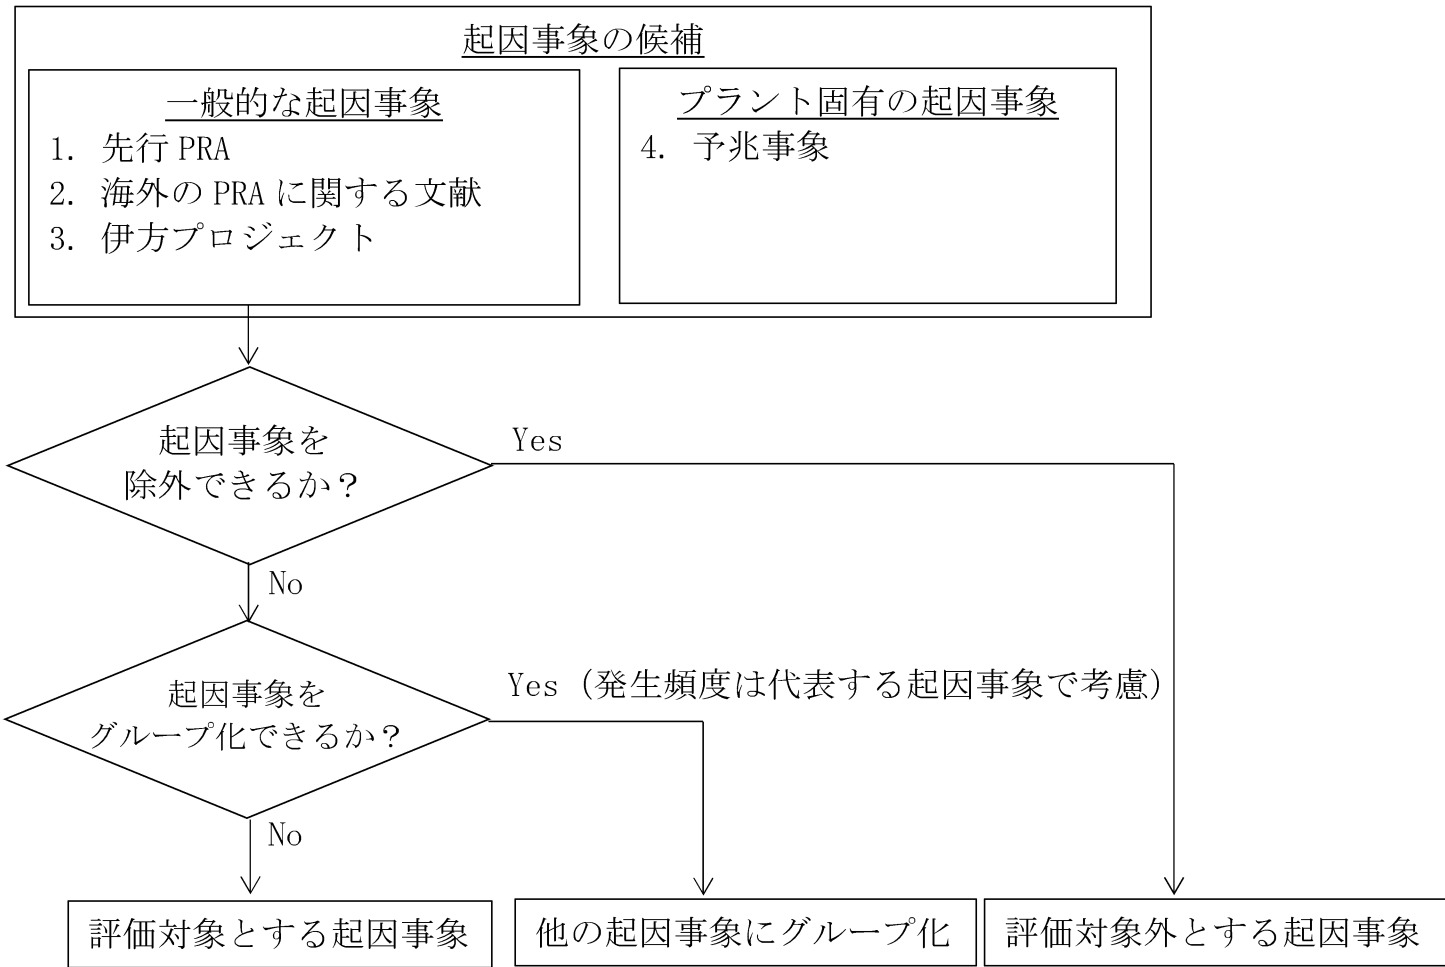 起因事象の候補
一般的な起因事象
1. 先行 PRA
2. 海外の PRA に関する文献
3. 伊方プロジェクト
プラント固有の起因事象
4. 予兆事象
起因事象を
除外できるか？
Yes
No
起因事象を
グループ化できるか？
Yes（発生頻度は代表する起因事象で考慮）
No
評価対象とする起因事象
他の起因事象にグループ化
評価対象外とする起因事象